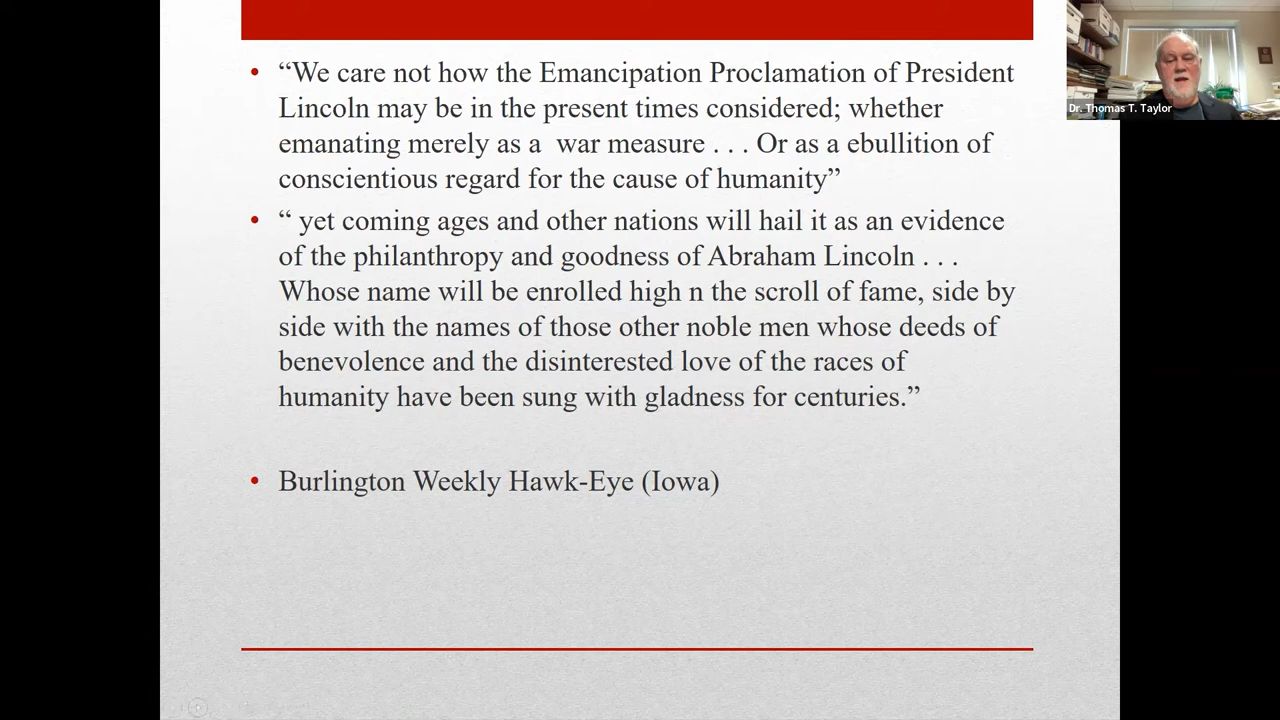 • “We care not how the Emancipation Proclamation of President
Lincoln may be in the present times considered; whether
emanating merely as a  war measure . . . Or as a ebullition of
conscientious regard for the cause of humanity”
• “ yet coming ages and other nations will hail it as an evidence
of the philanthropy and goodness of Abraham Lincoln . . .
Whose name will be enrolled high n the scroll of fame, side by
side with the names of those other noble men whose deeds of
benevolence and the disinterested love of the races of
humanity have been sung with gladness for centuries.”
• Burlington Weekly Hawk-Eye (Iowa)
Dr. Thomas T. Taylor